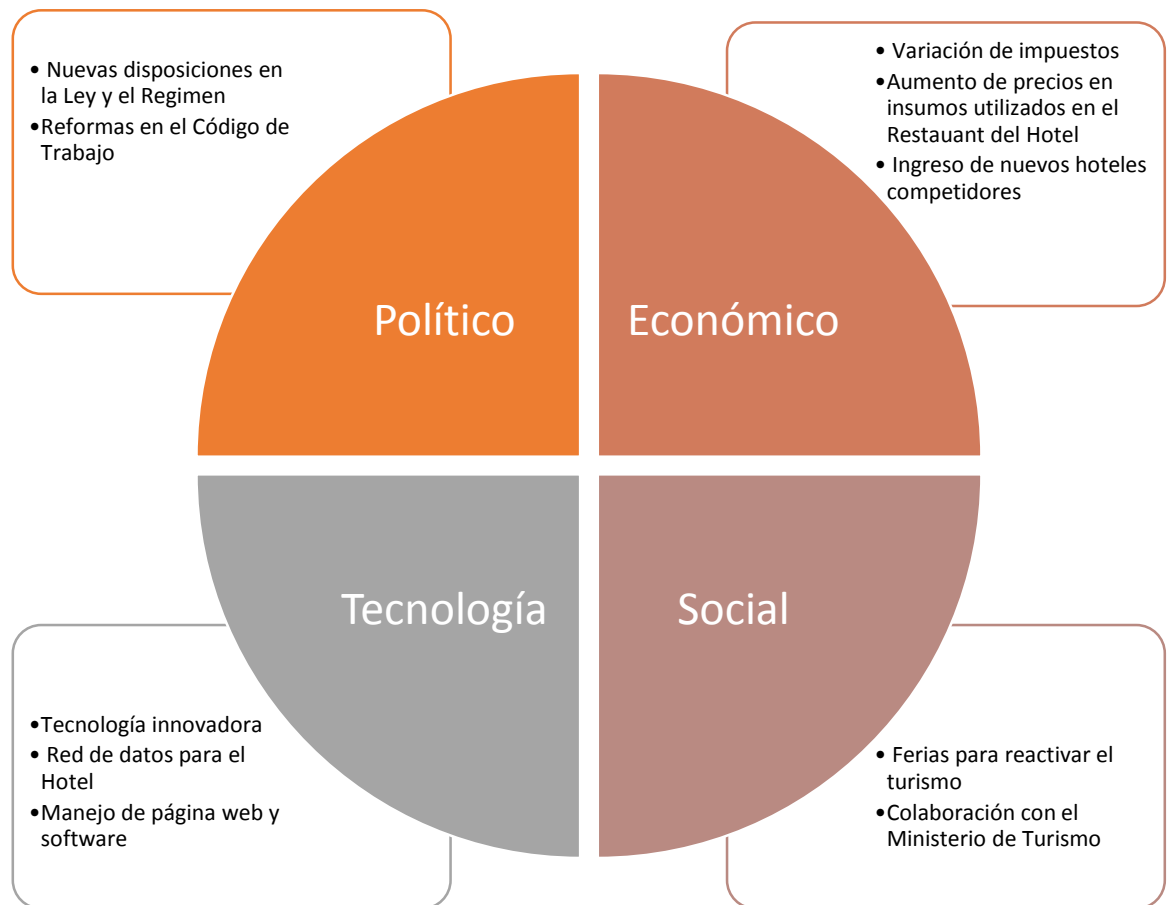 • Nuevas disposiciones en
la Ley y el Regimen
•Reformas en el Código de
Trabajo
• Variación de impuestos
•Aumento de precios en
insumos utilizados en el
Restauant del Hotel
• Ingreso de nuevos hoteles
competidores
Político
Económico
Tecnología
Social
•Tecnología innovadora
• Red de datos para el
Hotel
•Manejo de página web y
software
• Ferias para reactivar el
turismo
•Colaboración con el
Ministerio de Turismo